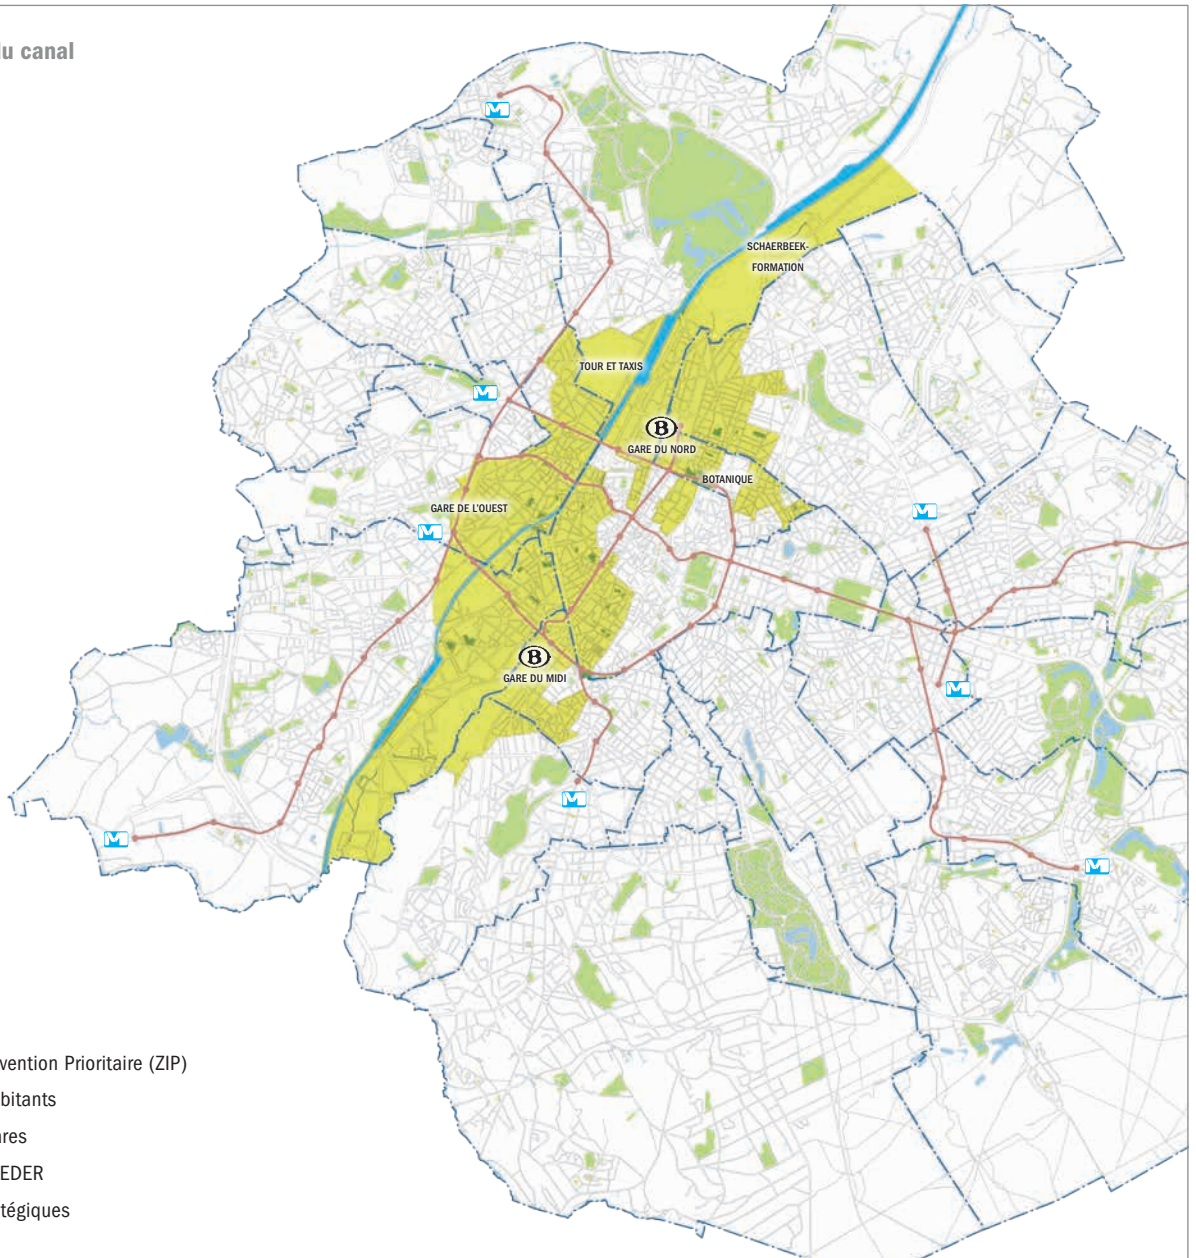 du canal
M
SCHAERBEEK-
FORMATION
TOUR ET TAXIS
M
B
GARE DU NORD
BOTANIQUE
GARE DE L'OUEST
M
M
B
GARE DU MIDI
M
M
M
M
vention Prioritaire (ZIP)
bitants
res
EDER
tégiques